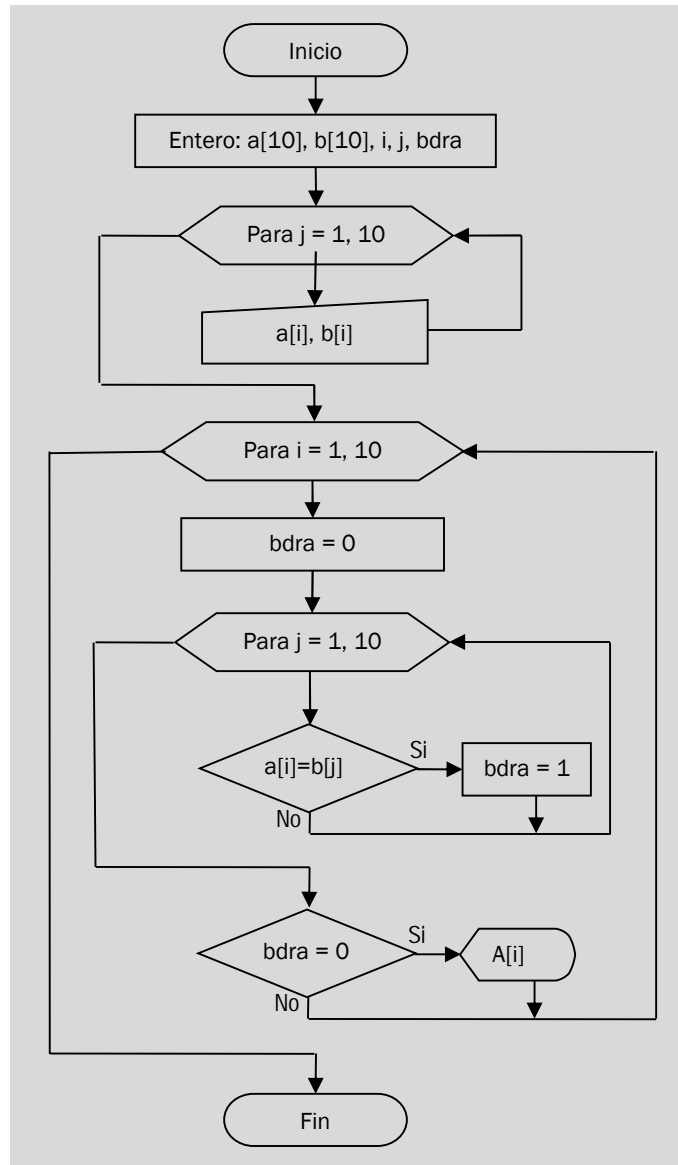 Inicio
Entero: a[10], b[10], i, j, bdra
Para j = 1, 10
a[i], b[i]
Para i = 1, 10
bdra = 0
Para j = 1, 10
a[i]=b[j]
Si
bdra = 1
No
bdra = 0
Si
A[i]
No
Fin